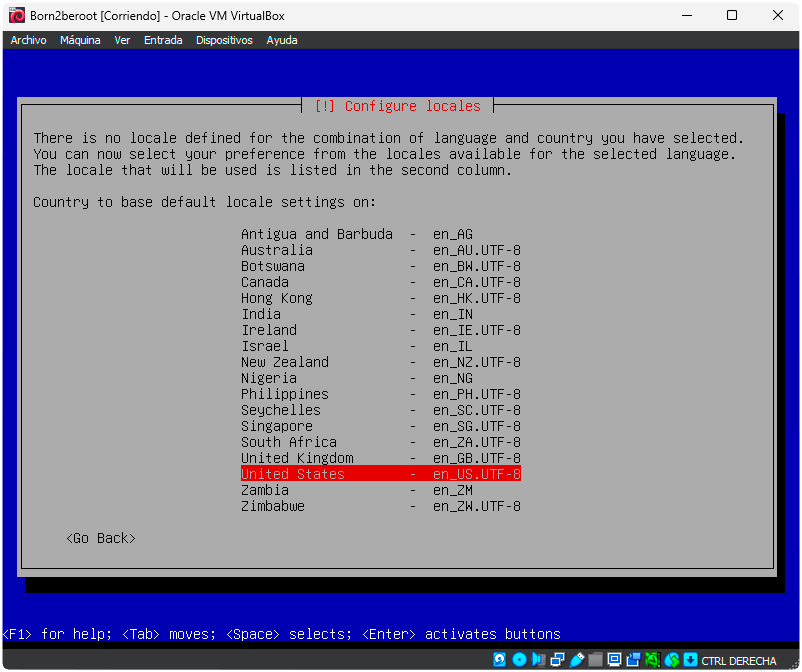 Born2beroot [Corriendo] - Oracle VM VirtualBox
Archivo Máquina Ver Entrada Dispositivos Ayuda
[!] Configure locales
There is no locale defined for the combination of language and country you have selected.
You can now select your preference from the locales available for the selected language.
The locale that will be used is listed in the second column.
Country to base default locale settings on:
Antigua and Barbuda - en_AG
Australia - en_AU.UTF-8
Botswana - en_BW.UTF-8
Canada - en_CA.UTF-8
Hong Kong - en_HK.UTF-8
India - en_IN
Ireland - en_IE.UTF-8
Israel - en_IL
New Zealand - en_NZ.UTF-8
Nigeria - en_NG
Philippines - en_PH.UTF-8
Seychelles - en_SC.UTF-8
Singapore - en_SG.UTF-8
South Africa - en_ZA.UTF-8
United Kingdom - en_GB.UTF-8
United States - en_US.UTF-8
Zambia - en_ZM
Zimbabwe - en_ZW.UTF-8
<Go Back>
<F1> for help; <Tab> moves; <Space> selects; <Enter> activates buttons
CTRL DERECHA